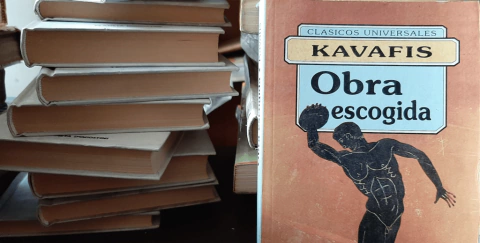 CLASICOS UNIVERSALES
KAVAFIS
Obra
escogida